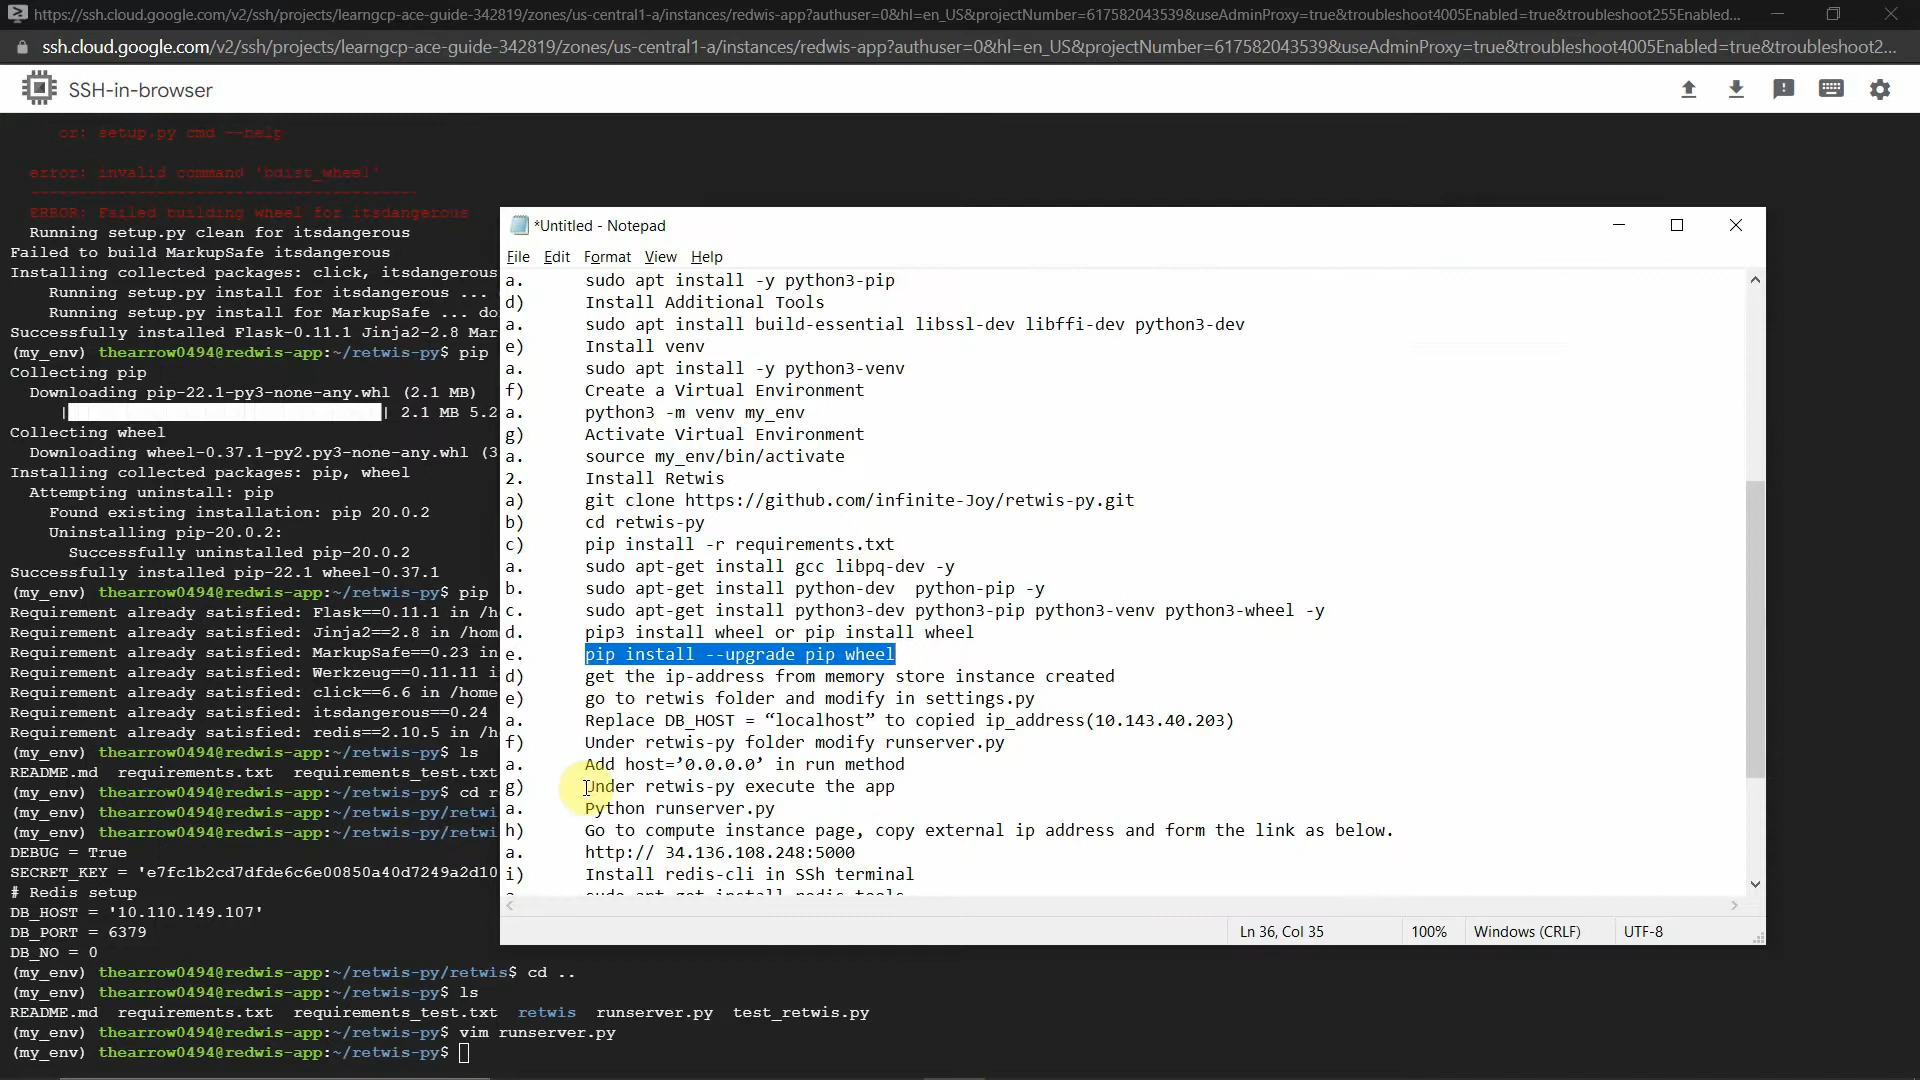 https://ssh.cloud.google.com/v2/ssh/projects/learngcp-ace-guide-342819/zones/us-central1-a/instances/redwis-app?authuser=0&hl=en_US&projectNumber=617582043539&useAdminProxy=true&troubleshoot4005Enabled=true&troubleshoot255Enabled...
ssh.cloud.google.com/v2/ssh/projects/learngcp-ace-guide-342819/zones/us-central1-a/instances/redwis-app?authuser=0&hl=en_US&projectNumber=617582043539&useAdminProxy=true&troubleshoot4005Enabled=true&troubleshoot2...
SSH-in-browser
or: setup.py cmd --help
error: invalid command 'bdist_wheel'
----------------------------------------
ERROR: Failed building wheel for itsdangerous
Running setup.py clean for itsdangerous
Failed to build MarkupSafe itsdangerous
Installing collected packages: click, itsdangerous
Running setup.py install for itsdangerous ...
Running setup.py install for MarkupSafe ... do
Successfully installed Flask-0.11.1 Jinja2-2.8 Mar
(my_env) thearrow0494@redwis-app:~/retwis-py$ pip
Collecting pip
Downloading pip-22.1-py3-none-any.whl (2.1 MB)
| | 2.1 MB 5.2
Collecting wheel
Downloading wheel-0.37.1-py2.py3-none-any.whl (3
Installing collected packages: pip, wheel
Attempting uninstall: pip
Found existing installation: pip 20.0.2
Uninstalling pip-20.0.2:
Successfully uninstalled pip-20.0.2
Successfully installed pip-22.1 wheel-0.37.1
(my_env) thearrow0494@redwis-app:~/retwis-py$ pip
Requirement already satisfied: Flask==0.11.1 in /h
Requirement already satisfied: Jinja2==2.8 in /hom
Requirement already satisfied: MarkupSafe==0.23 in
Requirement already satisfied: Werkzeug==0.11.11 i
Requirement already satisfied: click==6.6 in /home
Requirement already satisfied: itsdangerous==0.24
Requirement already satisfied: redis==2.10.5 in /h
(my_env) thearrow0494@redwis-app:~/retwis-py$ ls
README.md requirements.txt requirements_test.txt
(my_env) thearrow0494@redwis-app:~/retwis-py$ cd r
(my_env) thearrow0494@redwis-app:~/retwis-py/retwi
(my_env) thearrow0494@redwis-app:~/retwis-py/retwi
DEBUG = True
SECRET_KEY = 'e7fc1b2cd7dfde6c6e00850a40d7249a2d10
# Redis setup
DB_HOST = '10.110.149.107'
DB_PORT = 6379
DB_NO = 0
(my_env) thearrow0494@redwis-app:~/retwis-py/retwis$ cd ..
(my_env) thearrow0494@redwis-app:~/retwis-py$ ls
README.md requirements.txt requirements_test.txt retwis runserver.py test_retwis.py
(my_env) thearrow0494@redwis-app:~/retwis-py$ vim runserver.py
(my_env) thearrow0494@redwis-app:~/retwis-py$
*Untitled - Notepad
File Edit Format View Help
a. sudo apt install -y python3-pip
d) Install Additional Tools
a. sudo apt install build-essential libssl-dev libffi-dev python3-dev
e) Install venv
a. sudo apt install -y python3-venv
f) Create a Virtual Environment
a. python3 -m venv my_env
g) Activate Virtual Environment
a. source my_env/bin/activate
2. Install Retwis
a) git clone https://github.com/infinite-Joy/retwis-py.git
b) cd retwis-py
c) pip install -r requirements.txt
a. sudo apt-get install gcc libpq-dev -y
b. sudo apt-get install python-dev python-pip -y
c. sudo apt-get install python3-dev python3-pip python3-venv python3-wheel -y
d. pip3 install wheel or pip install wheel
e. pip install --upgrade pip wheel
d) get the ip-address from memory store instance created
e) go to retwis folder and modify in settings.py
a. Replace DB_HOST = “localhost” to copied ip_address(10.143.40.203)
f) Under retwis-py folder modify runserver.py
a. Add host=’0.0.0.0’ in run method
g) Under retwis-py execute the app
a. Python runserver.py
h) Go to compute instance page, copy external ip address and form the link as below.
a. http:// 34.136.108.248:5000
i) Install redis-cli in SSh terminal
a. sudo apt-get install redis-tools
Ln 36, Col 35 100% Windows (CRLF) UTF-8